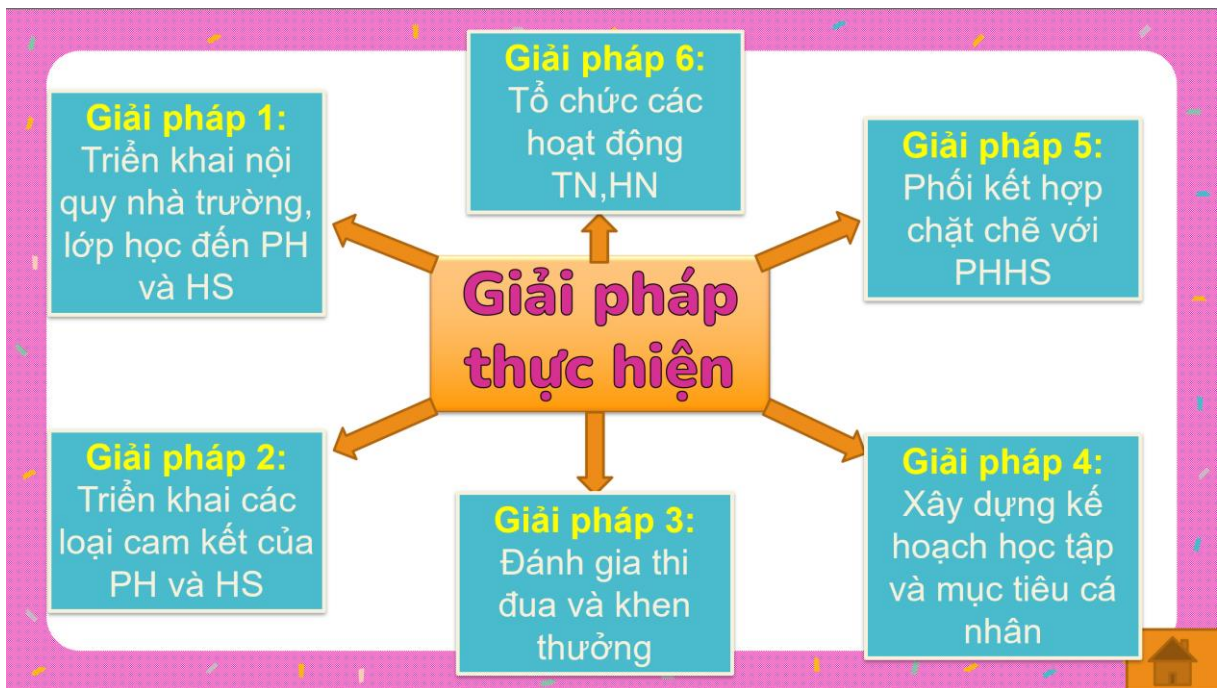 Giải pháp 1:
Triển khai nội
quy nhà trường,
lớp học đến PH
và HS
Giải pháp 6:
Tổ chức các
hoạt động
TN,HN
Giải pháp 5:
Phối kết hợp
chặt chẽ với
PHHS
Giải pháp
thực hiện
Giải pháp 2:
Triển khai các
loại cam kết của
PH và HS
Giải pháp 3:
Đánh gia thi
đua và khen
thưởng
Giải pháp 4:
Xây dựng kế
hoạch học tập
và mục tiêu cá
nhân